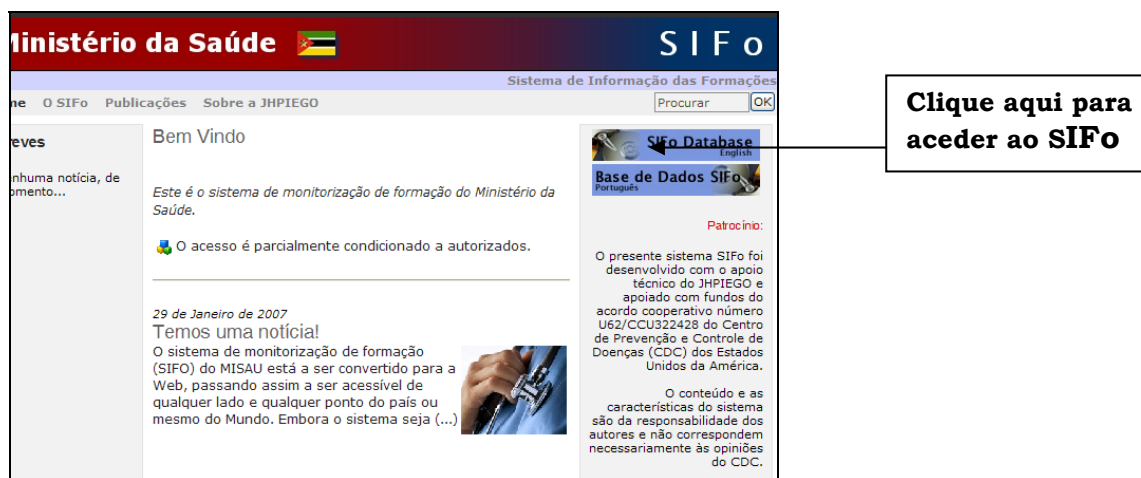 Ministério da Saúde
SIFo
Sistema de Informação das Formações
me O SIFo Publicações Sobre a JHPIEGO
Procurar
OK
reves
enhuma notícia, de
omento...
Bem Vindo
Este é o sistema de monitorização de formação do Ministério da
Saúde.
O acesso é parcialmente condicionado a autorizados.
29 de Janeiro de 2007
Temos uma notícia!
O sistema de monitorização de formação
(SIFO) do MISAU está a ser convertido para a
Web, passando assim a ser acessível de
qualquer lado e qualquer ponto do país ou
mesmo do Mundo. Embora o sistema seja (...)
SIFo Database
English
Base de Dados SIFo
Português
Patrocínio:
O presente sistema SIFo foi
desenvolvido com o apoio
técnico do JHPIEGO e
apoiado com fundos do
acordo cooperativo número
U62/CCU322428 do Centro
de Prevenção e Controle de
Doenças (CDC) dos Estados
Unidos da América.
O conteúdo e as
características do sistema
são da responsabilidade dos
autores e não correspondem
necessariamente às opiniões
do CDC.
Clique aqui para
aceder ao SIFo